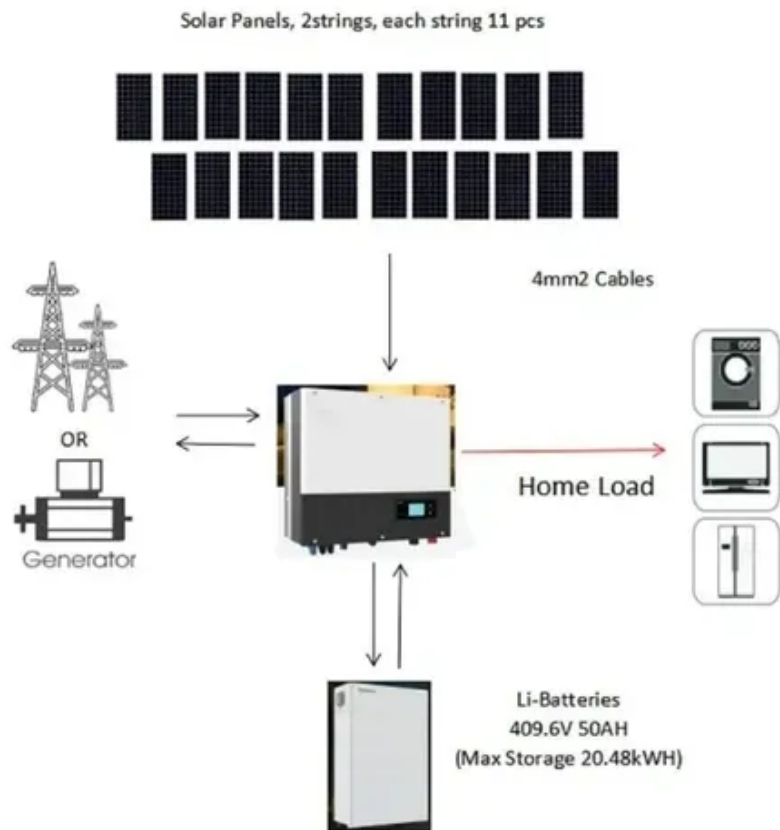 Solar Panels, 2strings, each string 11 pcs
4mm2 Cables
OR
Generator
Home Load
Li-Batteries
409.6V 50AH
(Max Storage 20.48kWH)